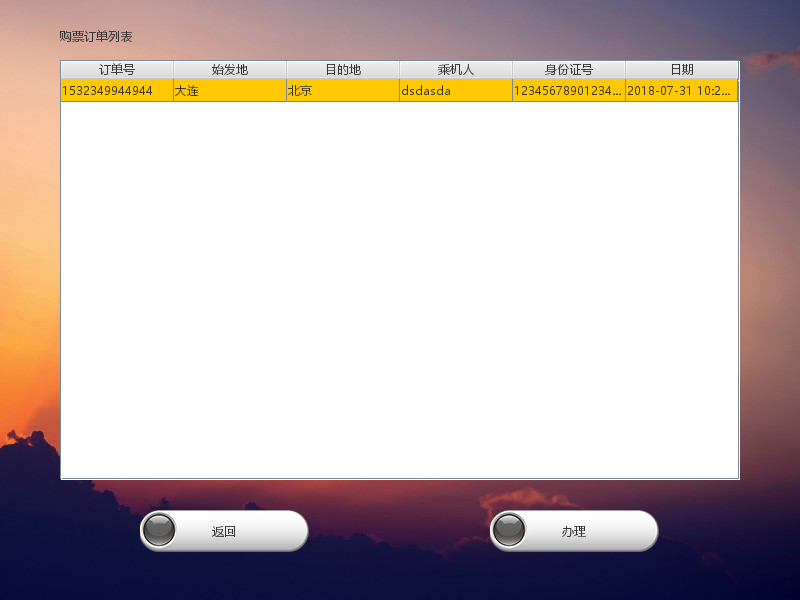 购票订单列表
订单号 始发地 目的地 乘机人 身份证号 日期
1532349944944 大连 北京 dsdasda 12345678901234... 2018-07-31 10:2...
返回 办理